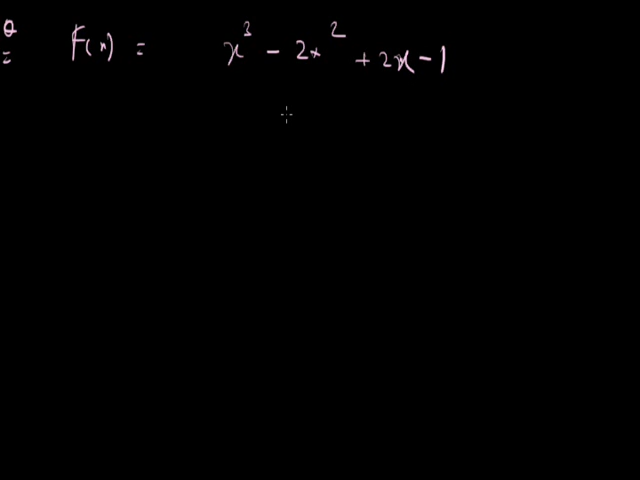 Q= F(x) = x³ - 2x² + 2x - 1